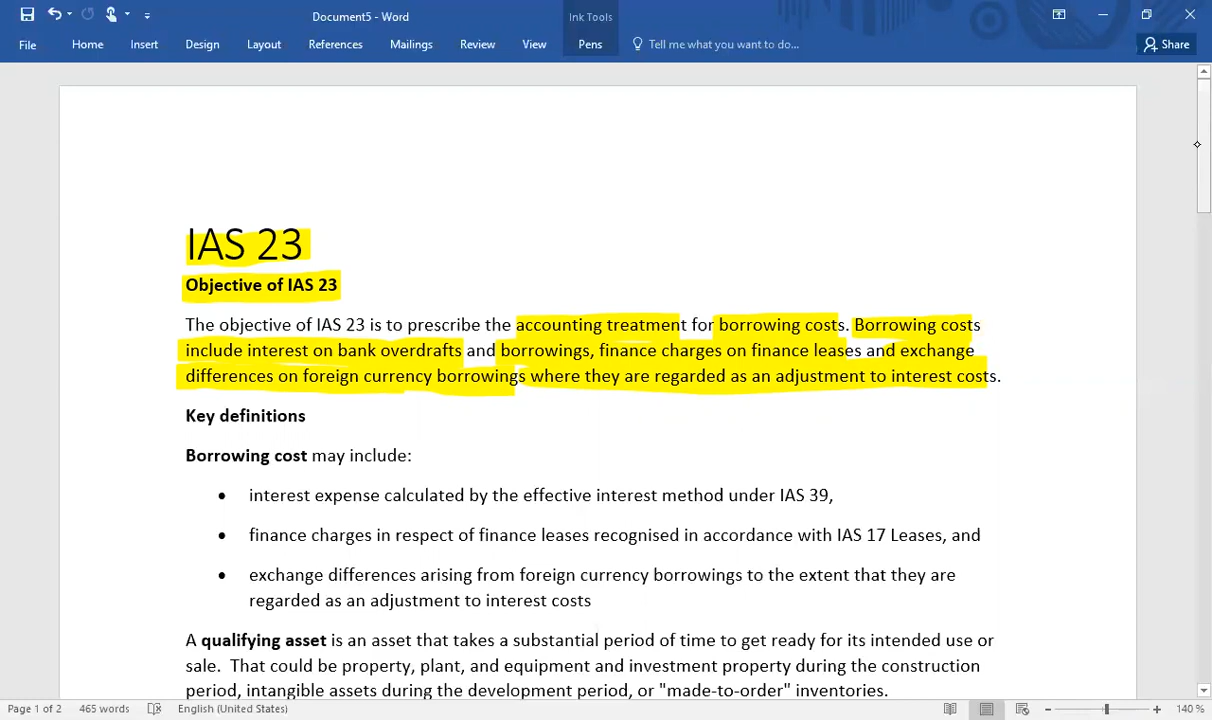 Document5 - Word
Ink Tools
File
Home
Insert
Design
Layout
References
Mailings
Review
View
Pens
Tell me what you want to do...
Share
IAS 23
Objective of IAS 23
The objective of IAS 23 is to prescribe the accounting treatment for borrowing costs. Borrowing costs
include interest on bank overdrafts and borrowings, finance charges on finance leases and exchange
differences on foreign currency borrowings where they are regarded as an adjustment to interest costs.
Key definitions
Borrowing cost may include:
• interest expense calculated by the effective interest method under IAS 39,
• finance charges in respect of finance leases recognised in accordance with IAS 17 Leases, and
• exchange differences arising from foreign currency borrowings to the extent that they are
regarded as an adjustment to interest costs
A qualifying asset is an asset that takes a substantial period of time to get ready for its intended use or
sale.  That could be property, plant, and equipment and investment property during the construction
period, intangible assets during the development period, or "made-to-order" inventories.
Page 1 of 2
465 words
English (United States)
140 %